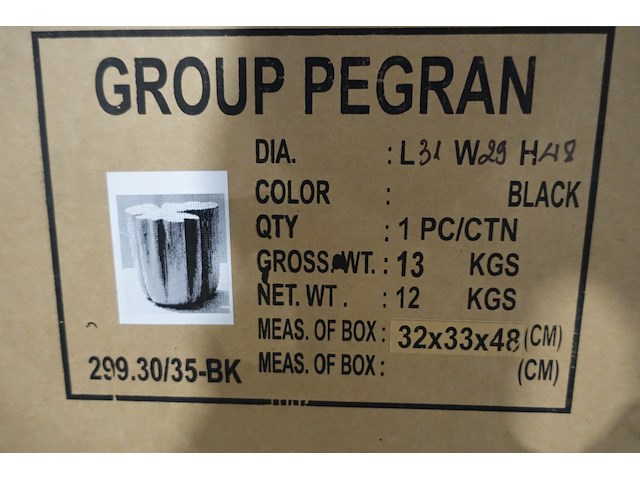 GROUP PEGRAN
DIA. : L31 W29 H48
COLOR : BLACK
QTY : 1 PC/CTN
GROSS. WT. : 13 KGS
NET. WT . : 12 KGS
MEAS. OF BOX : 32x33x48 (CM)
299.30/35-BK
MEAS. OF BOX : (CM)